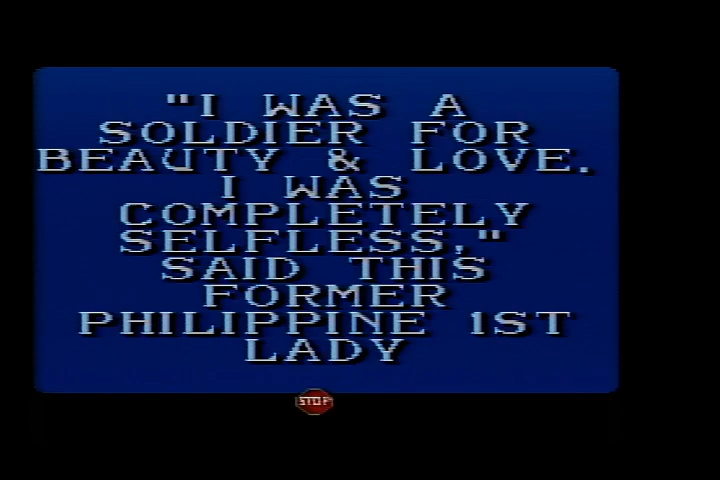 "I WAS A
SOLDIER FOR
BEAUTY & LOVE.
I WAS
COMPLETELY
SELFLESS,"
SAID THIS
FORMER
PHILIPPINE 1ST
LADY
STOP